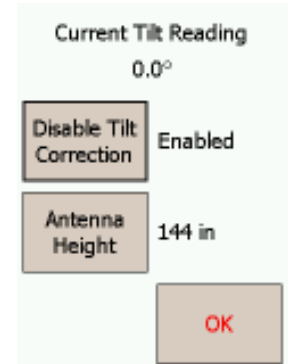 Current Tilt Reading
0.0°
Disable Tilt
Correction
Enabled
Antenna
Height
144 in
OK